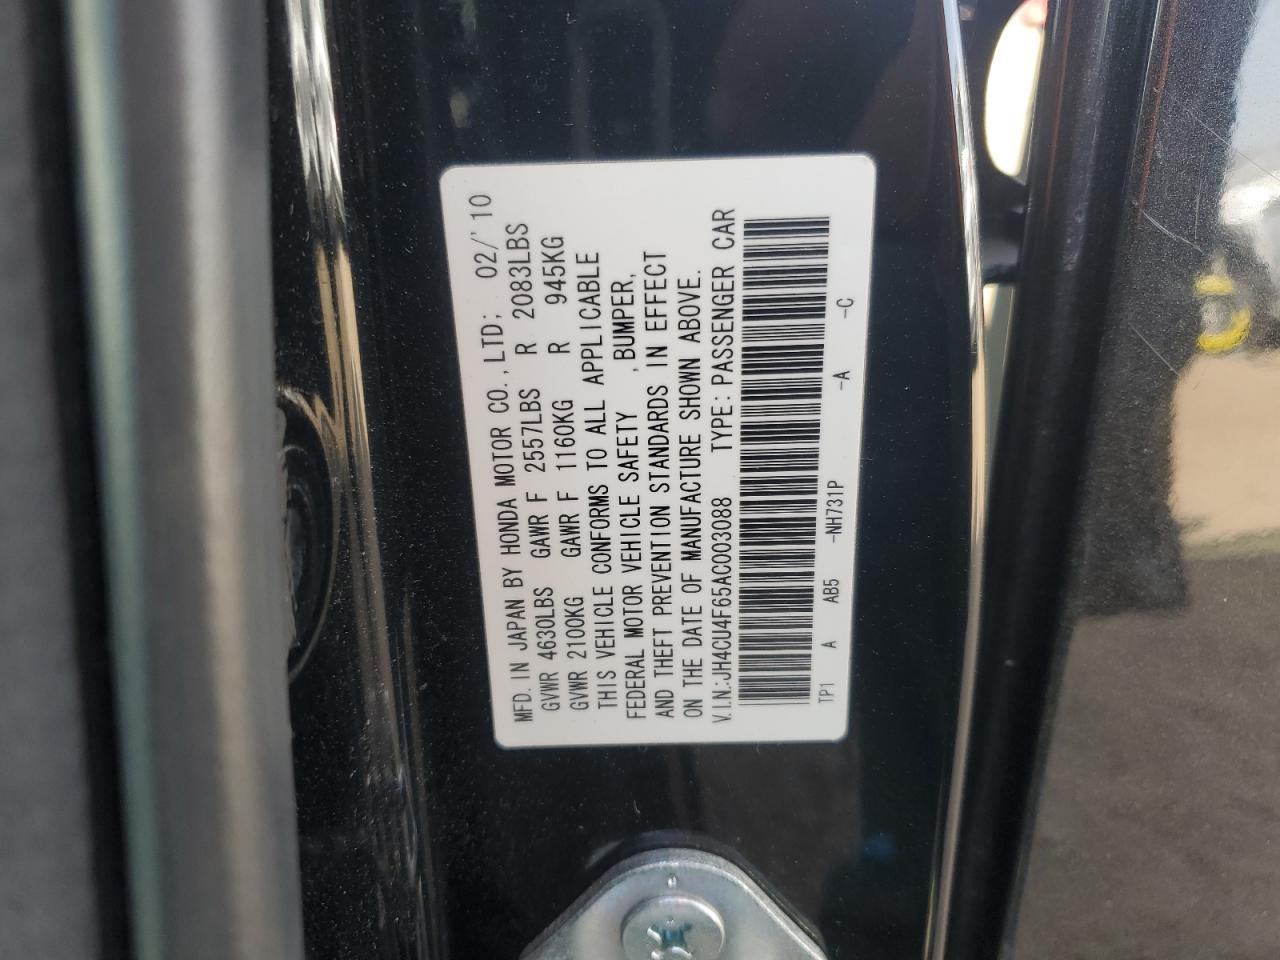 MFD. IN JAPAN BY HONDA MOTOR CO., LTD; 02/'10
GVWR 4630LBS GAWR F 2557LBS R 2083LBS
GVWR 2100KG GAWR F 1160KG R 945KG
THIS VEHICLE CONFORMS TO ALL APPLICABLE
FEDERAL MOTOR VEHICLE SAFETY , BUMPER,
AND THEFT PREVENTION STANDARDS IN EFFECT
ON THE DATE OF MANUFACTURE SHOWN ABOVE.
V.I.N.:JH4CU4F65AC003088 TYPE: PASSENGER CAR
TP1 A AB5 -NH731P -A -C